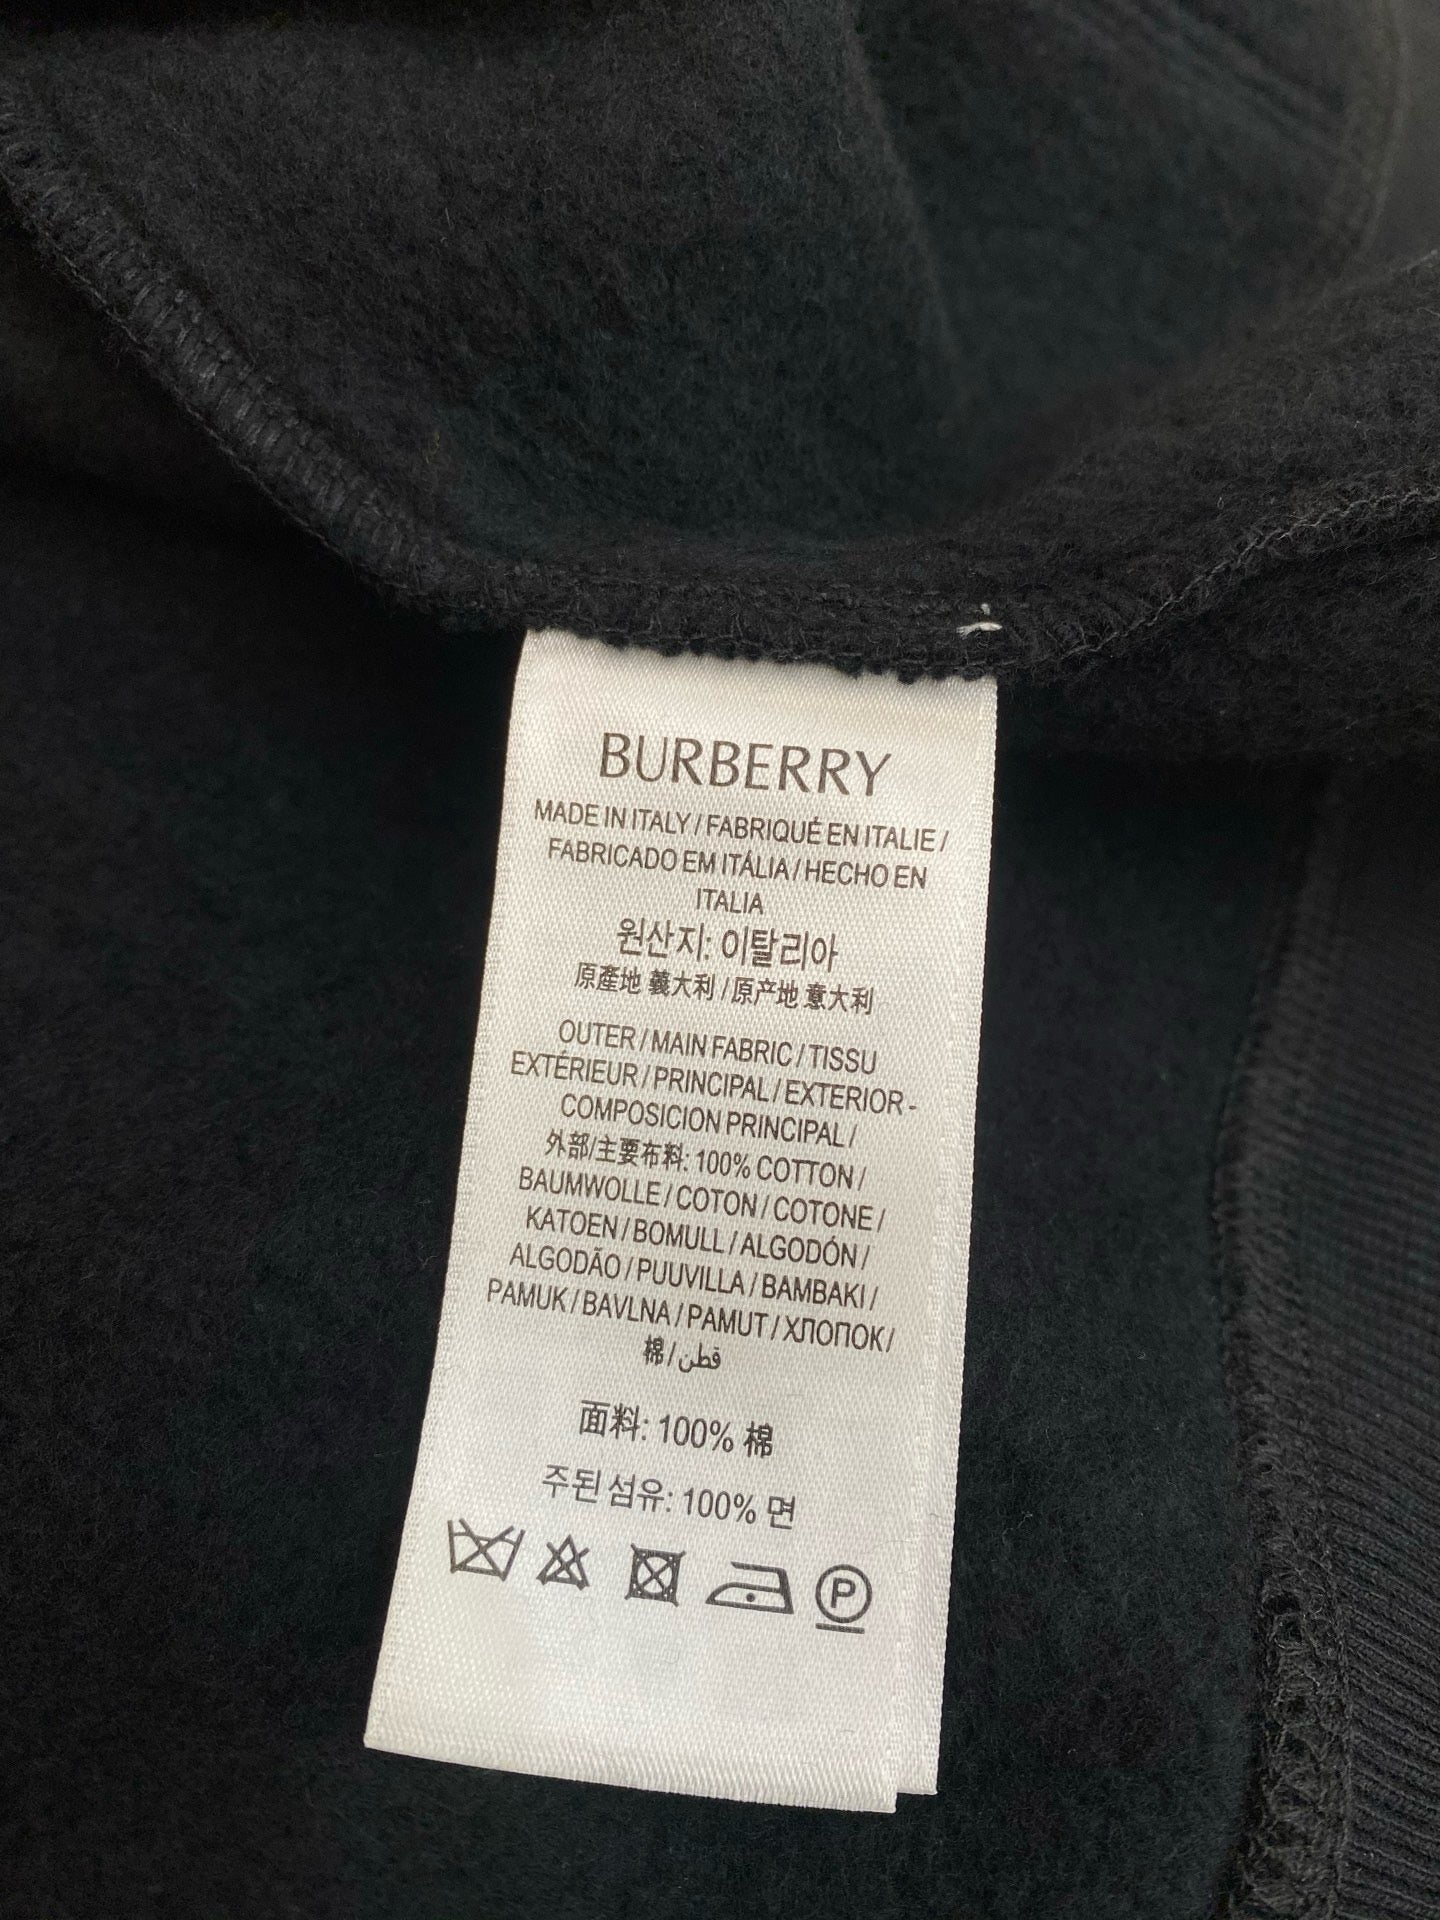 BURBERRY
MADE IN ITALY / FABRIQUÉ EN ITALIE /
FABRICADO EM ITÁLIA / HECHO EN
ITALIA
원산지: 이탈리아
原產地 義大利 / 原产地 意大利
OUTER / MAIN FABRIC / TISSU
EXTÉRIEUR / PRINCIPAL / EXTERIOR -
COMPOSICION PRINCIPAL /
外部/主要布料: 100% COTTON /
BAUMWOLLE / COTON / COTONE /
KATOEN / BOMULL / ALGODÓN /
ALGODÃO / PUUVILLA / BAMBAKI /
PAMUK / BAVLNA / PAMUT / ХЛОПОК /
棉 / قطن
面料: 100% 棉
주된 섬유: 100% 면
P